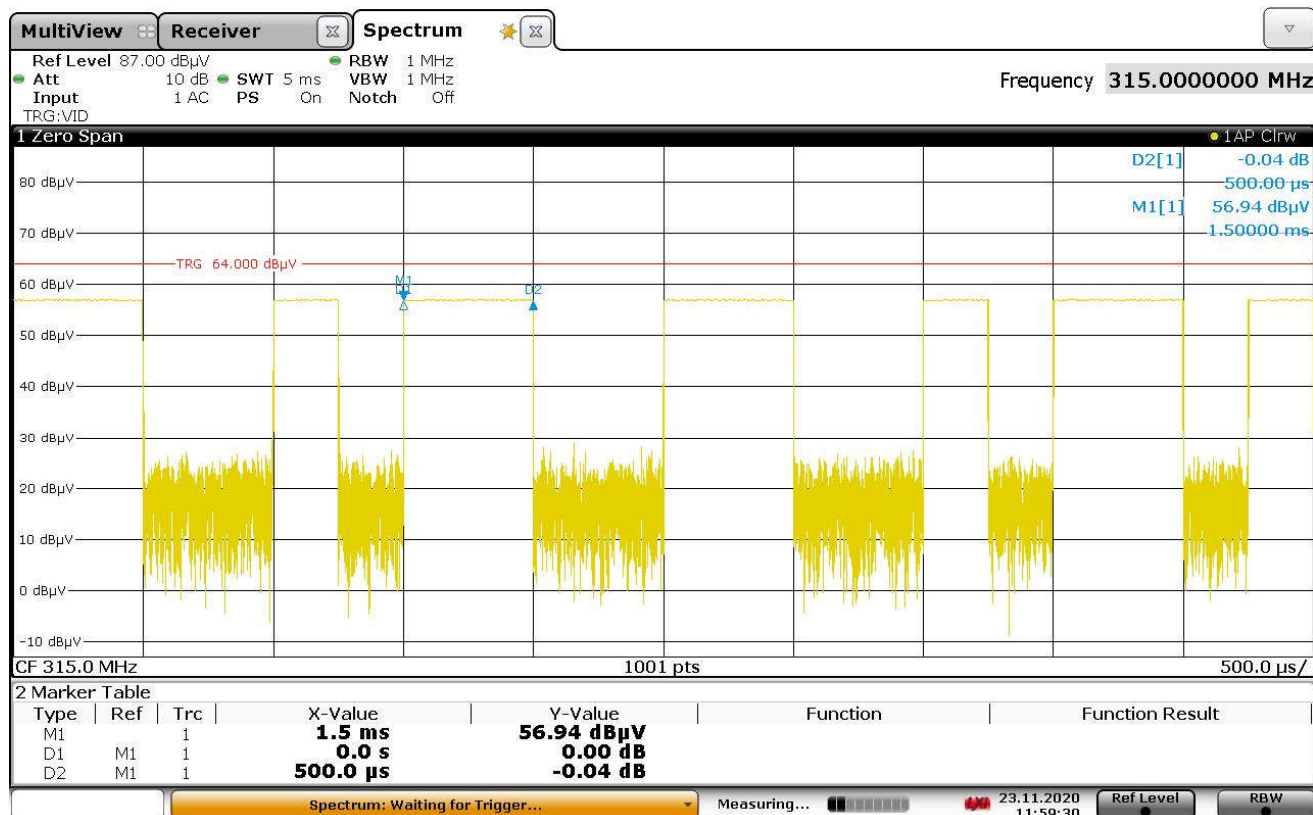 MultiView Receiver Spectrum
Ref Level 87.00 dBµV RBW 1 MHz
Att 10 dB SWT 5 ms VBW 1 MHz
Input 1 AC PS On Notch Off
TRG:VID
Frequency 315.0000000 MHz
1 Zero Span 1AP Clrw
D2[1] -0.04 dB
500.00 µs
M1[1] 56.94 dBµV
1.50000 ms
80 dBµV
70 dBµV
TRG 64.000 dBµV
60 dBµV
M1
D1 D2
50 dBµV
40 dBµV
30 dBµV
20 dBµV
10 dBµV
0 dBµV
-10 dBµV
CF 315.0 MHz 1001 pts 500.0 µs/
2 Marker Table
Type Ref Trc X-Value Y-Value Function Function Result
M1 1 1.5 ms 56.94 dBµV
D1 M1 1 0.0 s 0.00 dB
D2 M1 1 500.0 µs -0.04 dB
Spectrum: Waiting for Trigger... Measuring... LXI 23.11.2020 Ref Level RBW
11:59:30